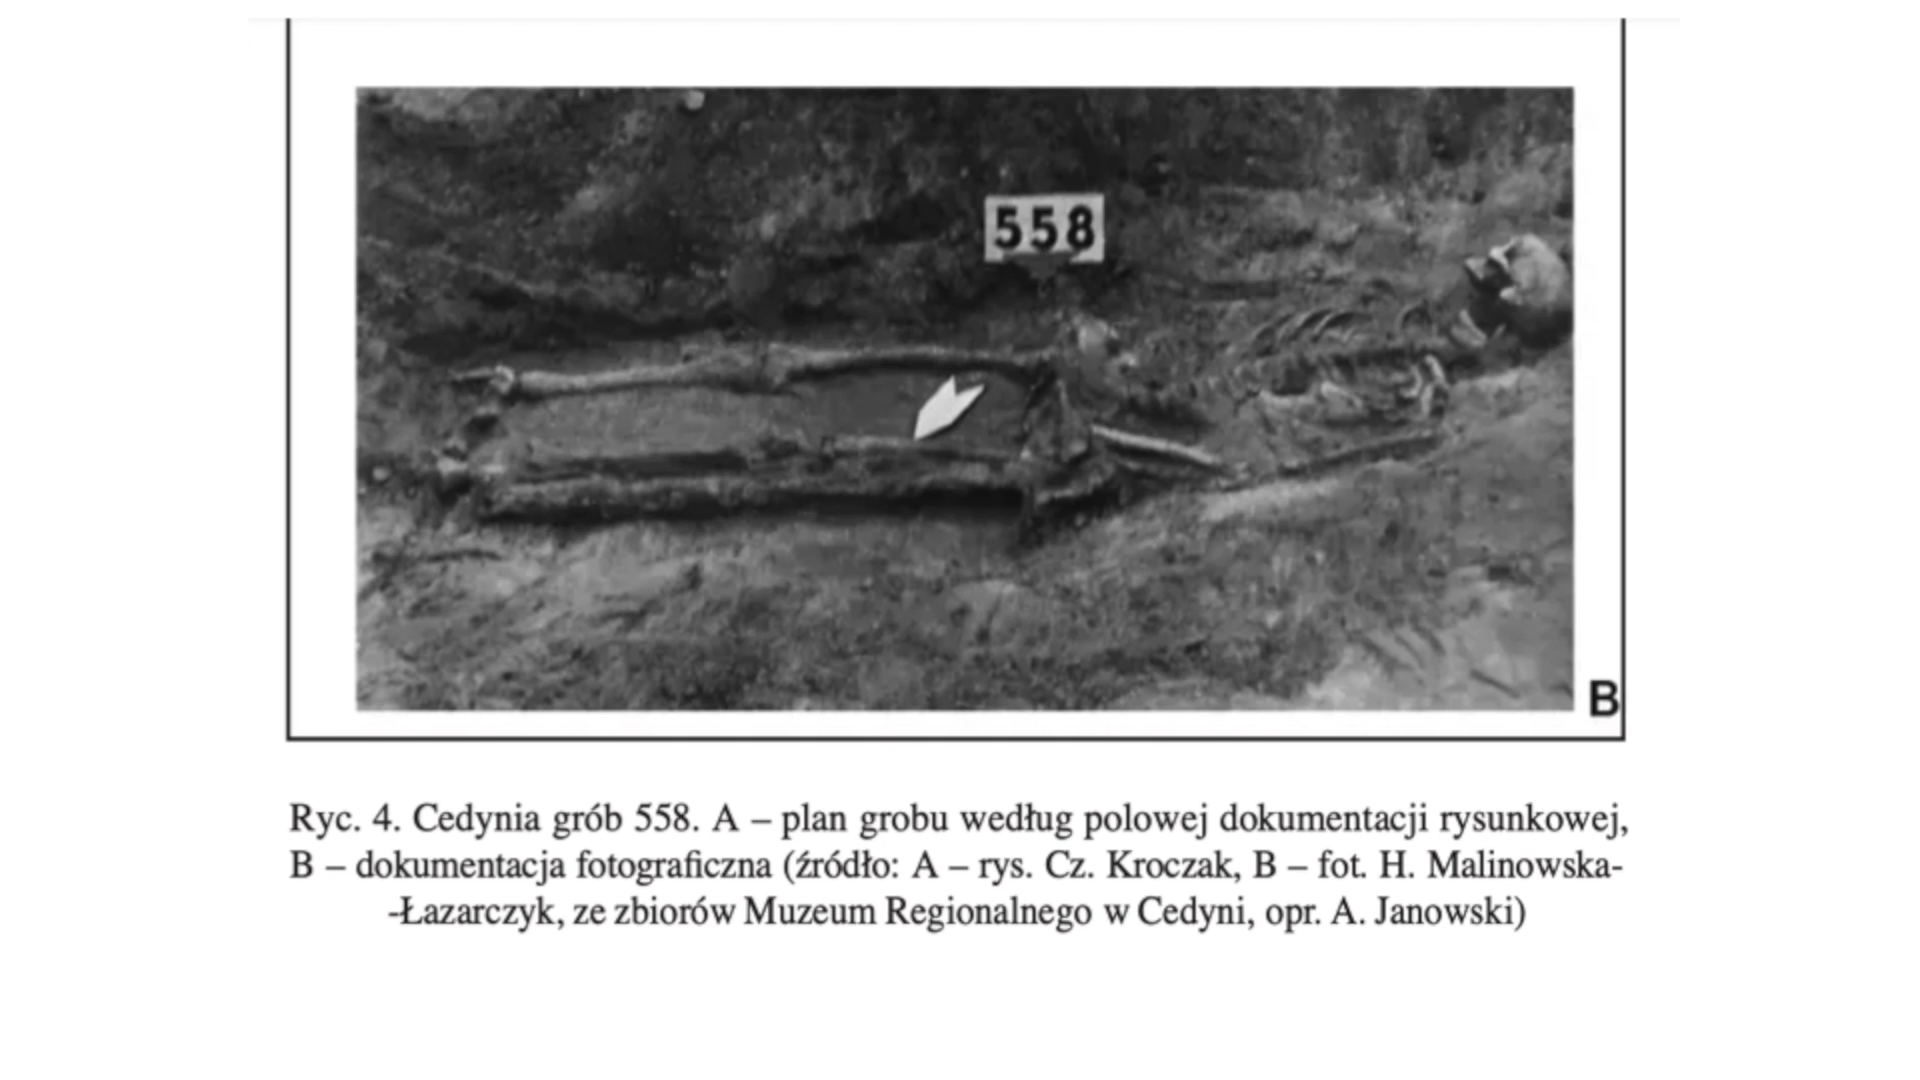 558
B
Ryc. 4. Cedynia grób 558. A – plan grobu według polowej dokumentacji rysunkowej,
B – dokumentacja fotograficzna (źródło: A – rys. Cz. Kroczak, B – fot. H. Malinowska-
-Łazarczyk, ze zbiorów Muzeum Regionalnego w Cedyni, opr. A. Janowski)